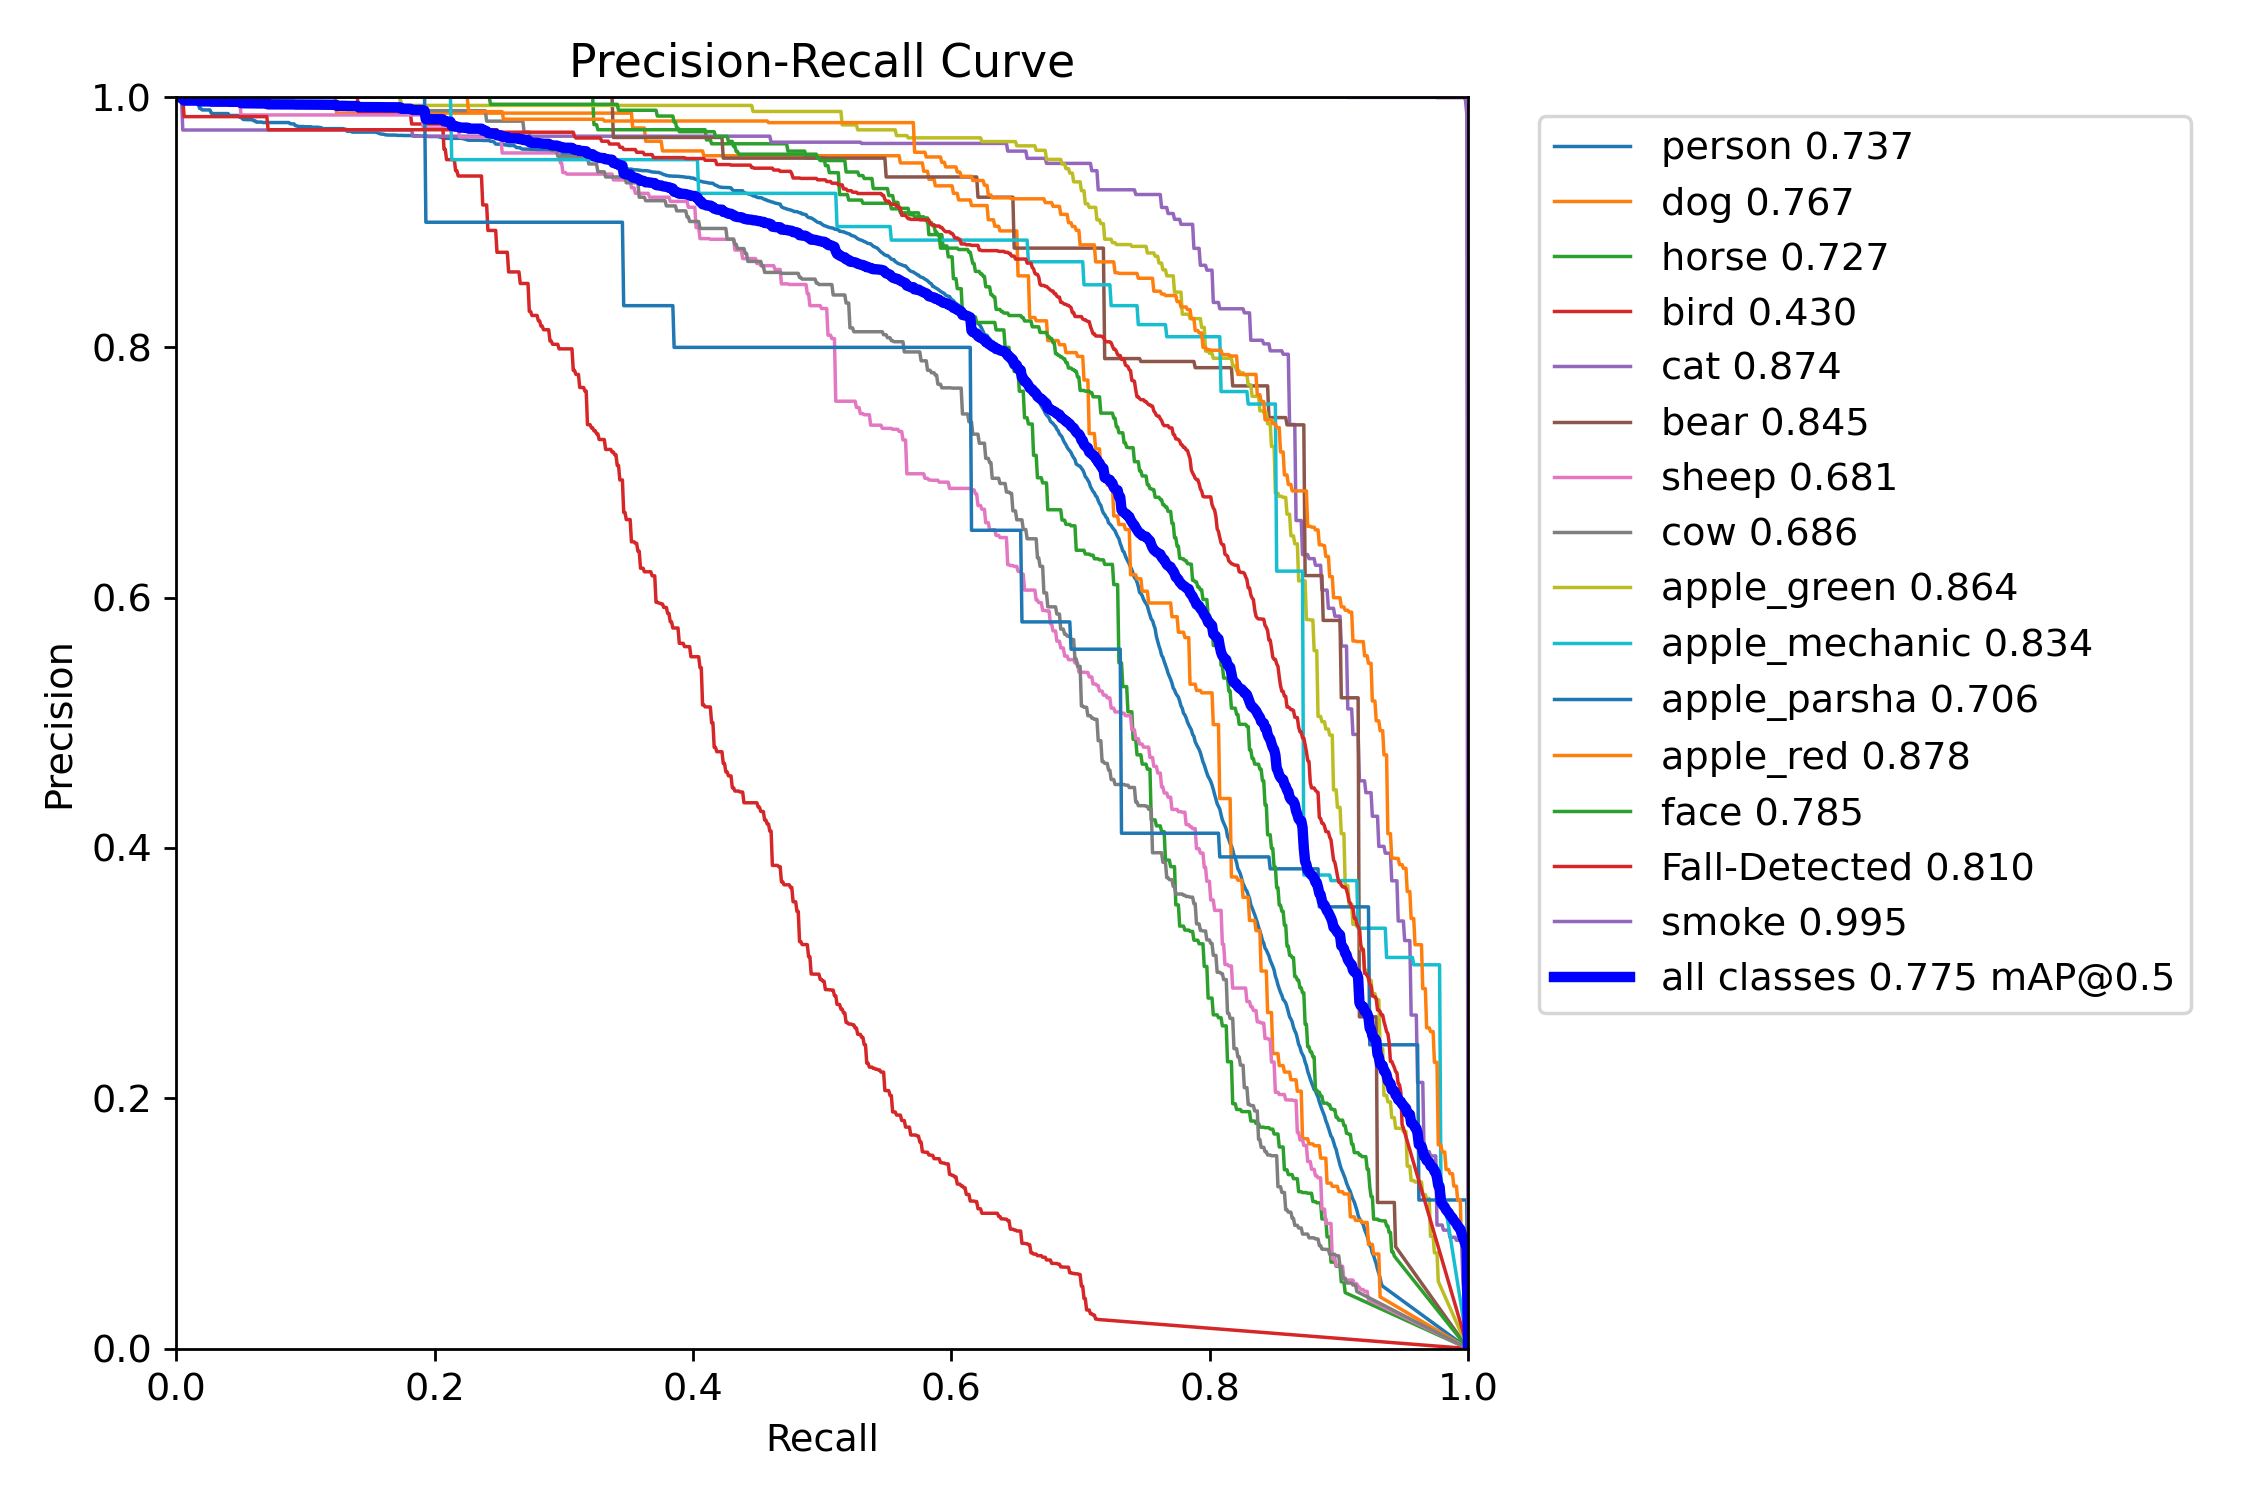 Precision-Recall Curve
1.0
0.8
0.6
0.4
0.2
0.0
Precision
0.0 0.2 0.4 0.6 0.8 1.0
Recall
person 0.737
dog 0.767
horse 0.727
bird 0.430
cat 0.874
bear 0.845
sheep 0.681
cow 0.686
apple_green 0.864
apple_mechanic 0.834
apple_parsha 0.706
apple_red 0.878
face 0.785
Fall-Detected 0.810
smoke 0.995
all classes 0.775 mAP@0.5